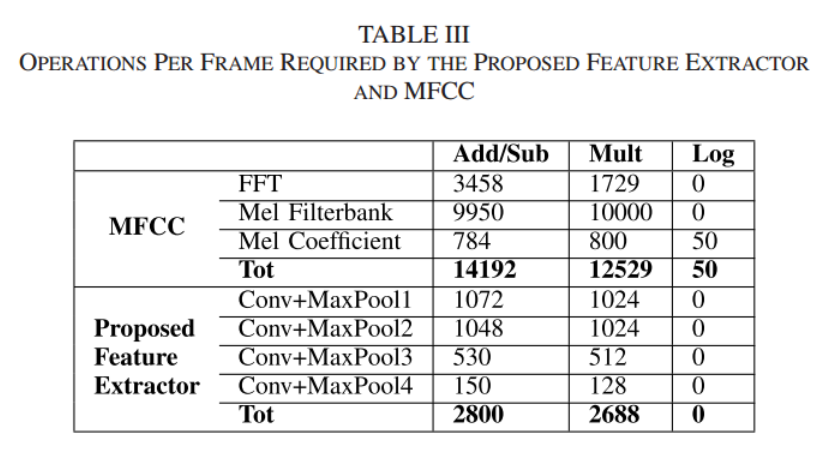 TABLE III
OPERATIONS PER FRAME REQUIRED BY THE PROPOSED FEATURE EXTRACTOR
AND MFCC
Add/Sub Mult Log
MFCC
FFT 3458 1729 0
Mel Filterbank 9950 10000 0
Mel Coefficient 784 800 50
Tot 14192 12529 50
Proposed
Feature
Extractor
Conv+MaxPool1 1072 1024 0
Conv+MaxPool2 1048 1024 0
Conv+MaxPool3 530 512 0
Conv+MaxPool4 150 128 0
Tot 2800 2688 0